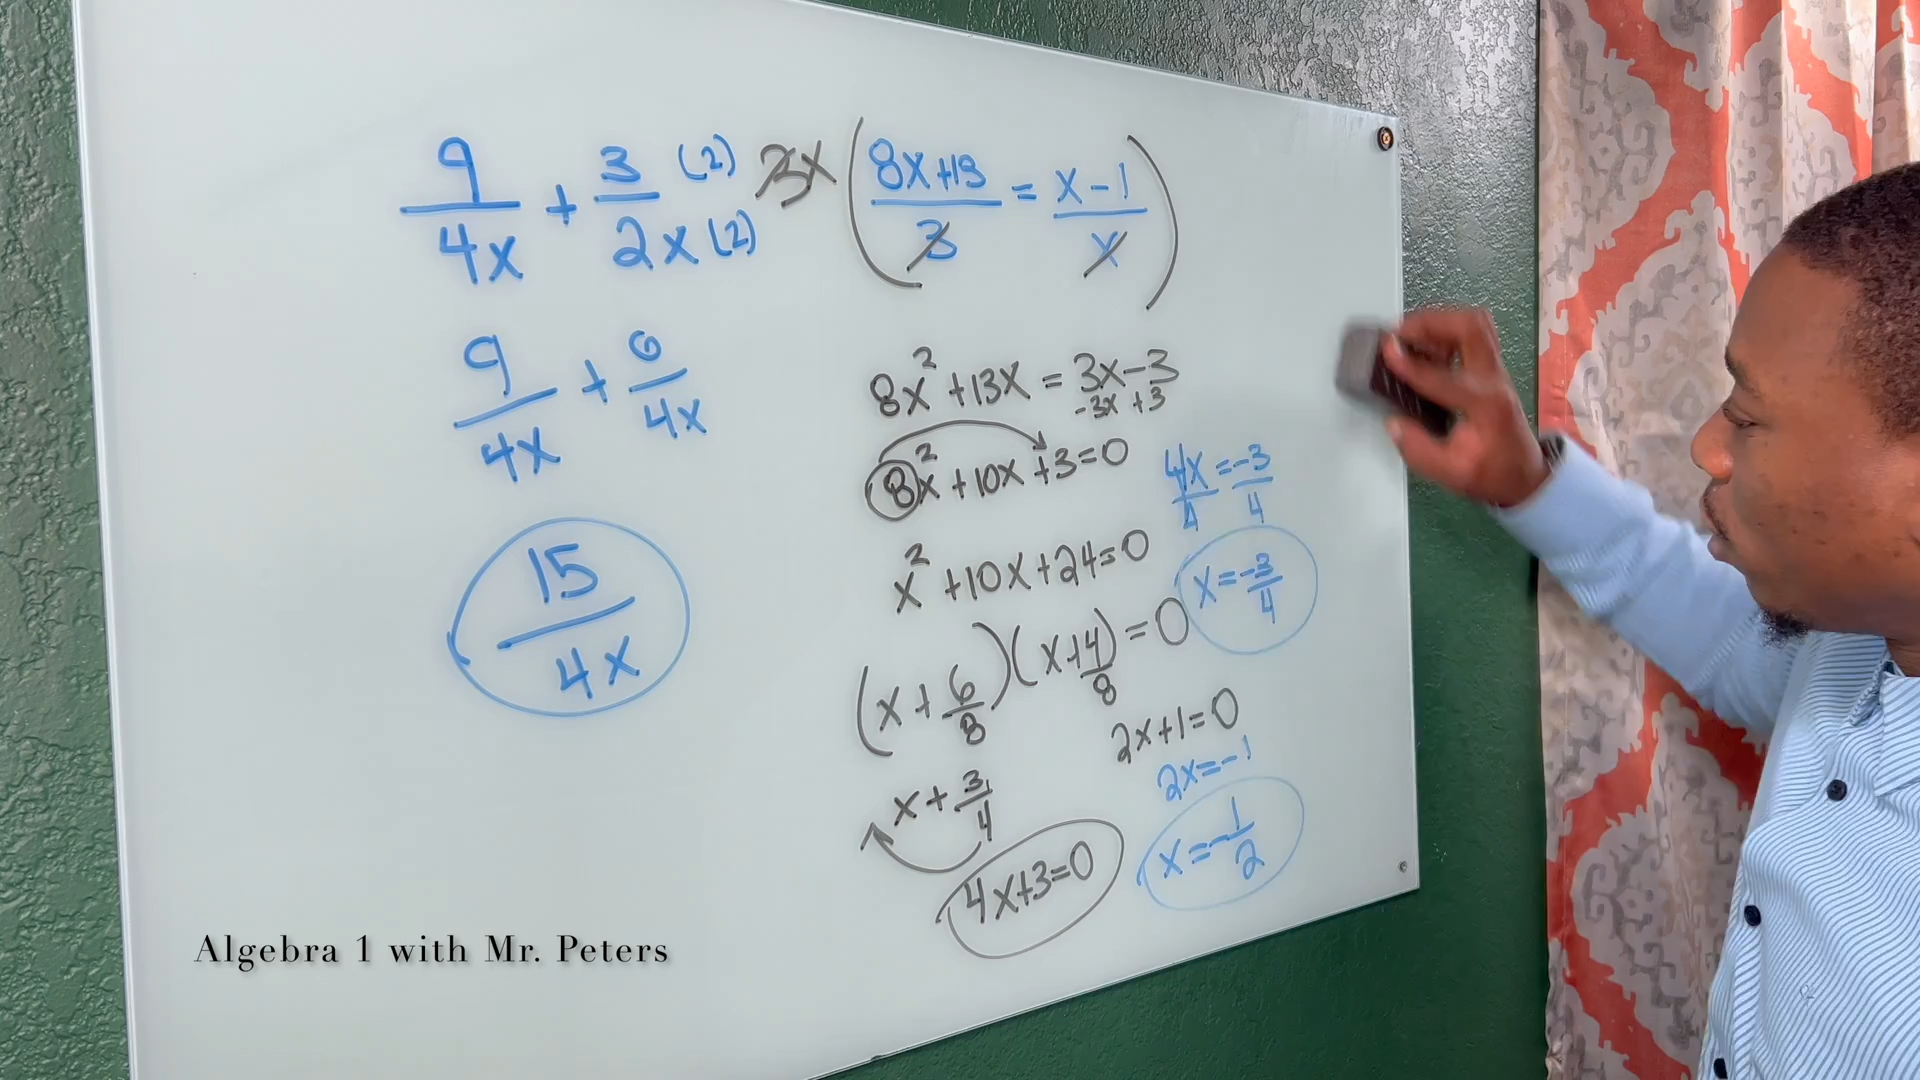 9/4x + 3(2)/2x(2)
9/4x + 6/4x
15/4x
3x (8x+13/3 = x-1/x)
8x² +13x = 3x-3
-3x +3
8x² +10x +3=0
x² +10x+24=0
(x+6/8)(x+4/8)=0
x+3/4
4x+3=0
4x/4=-3/4
x=-3/4
2x+1=0
2x=-1
x=-1/2
Algebra 1 with Mr. Peters